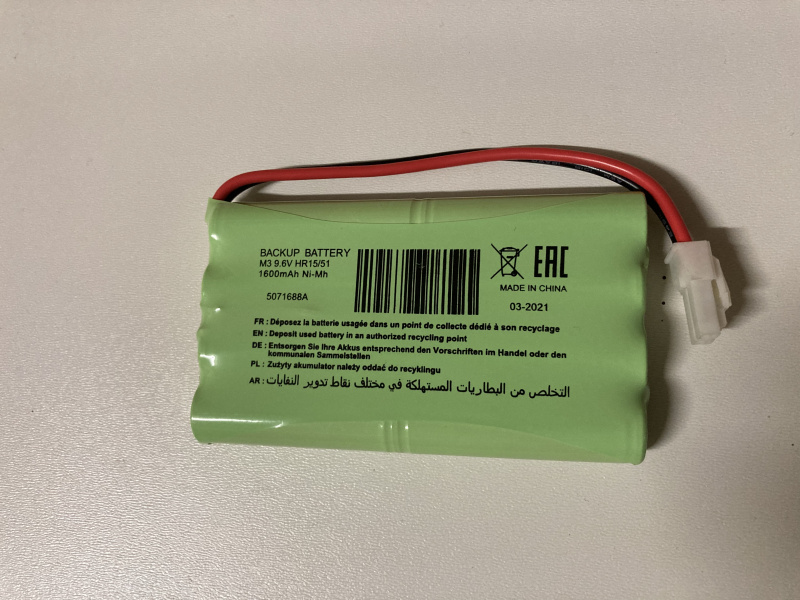 BACKUP BATTERY
M3 9.6V HR15/51
1600mAh Ni-Mh
5071688A
EAC
MADE IN CHINA
03-2021
FR : Déposez la batterie usagée dans un point de collecte dédié à son recyclage
EN : Deposit used battery in an authorized recycling point
DE : Entsorgen Sie Ihre Akkus entsprechend den Vorschriften im Handel oder den
kommunalen Sammelstellen
PL : Zużyty akumulator należy oddać do recyklingu
AR : التخلص من البطاريات المستهلكة في مختلف نقاط تدوير النفايات